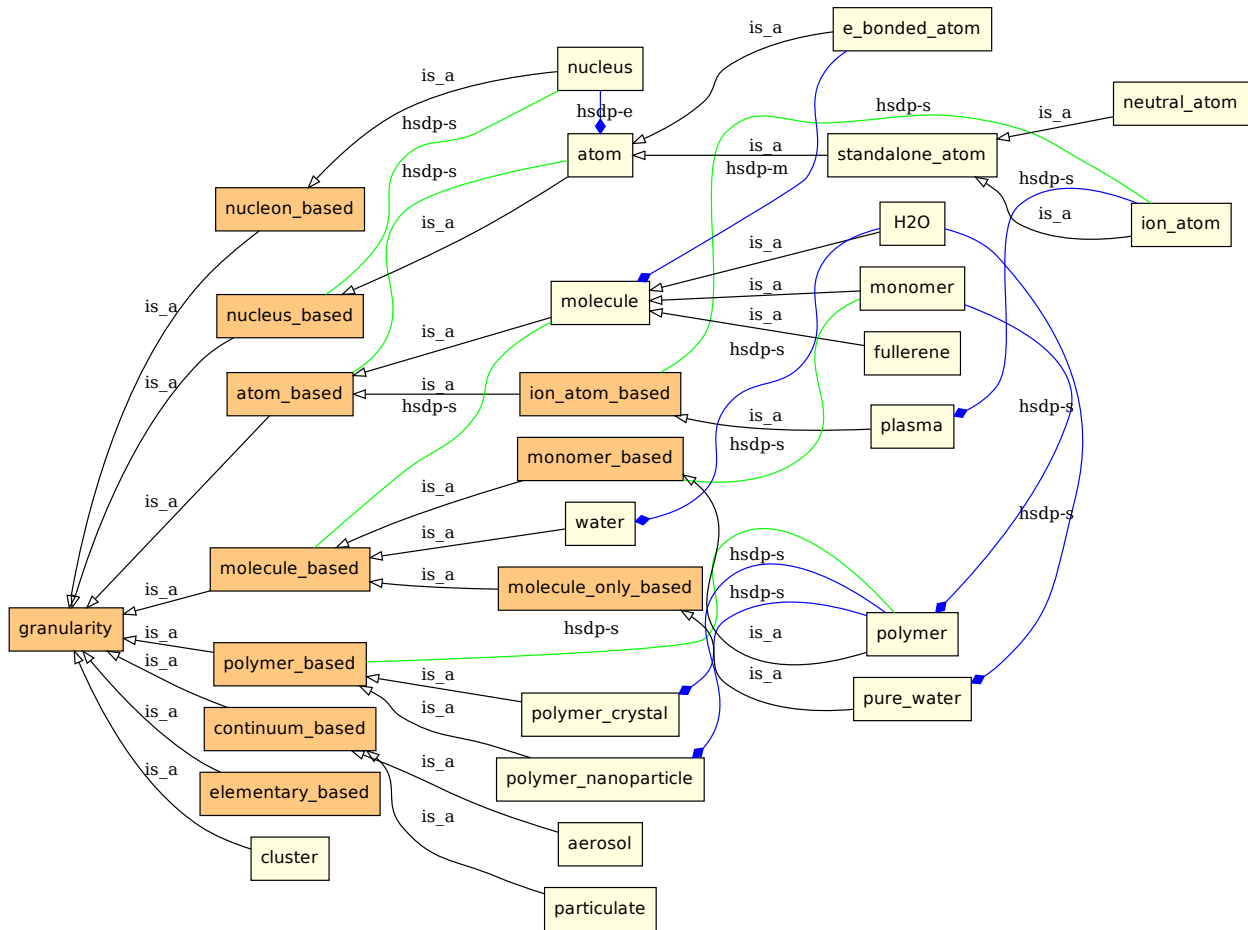 is_a
e_bonded_atom
nucleus
is_a
hsdp-s
neutral_atom
hsdp-e
is_a
hsdp-s
atom
is_a
standalone_atom
hsdp-s
hsdp-m
hsdp-s
nucleon_based
is_a
H2O
is_a
ion_atom
is_a
monomer
is_a
molecule
is_a
is_a
nucleus_based
is_a
is_a
hsdp-s
fullerene
is_a
atom_based
is_a
ion_atom_based
hsdp-s
hsdp-s
is_a
plasma
hsdp-s
monomer_based
is_a
is_a
water
hsdp-s
is_a
molecule_based
hsdp-s
is_a
molecule_only_based
is_a
hsdp-s
granularity
is_a
hsdp-s
polymer
is_a
polymer_based
is_a
is_a
is_a
pure_water
is_a
is_a
polymer_crystal
continuum_based
is_a
polymer_nanoparticle
elementary_based
is_a
aerosol
cluster
particulate